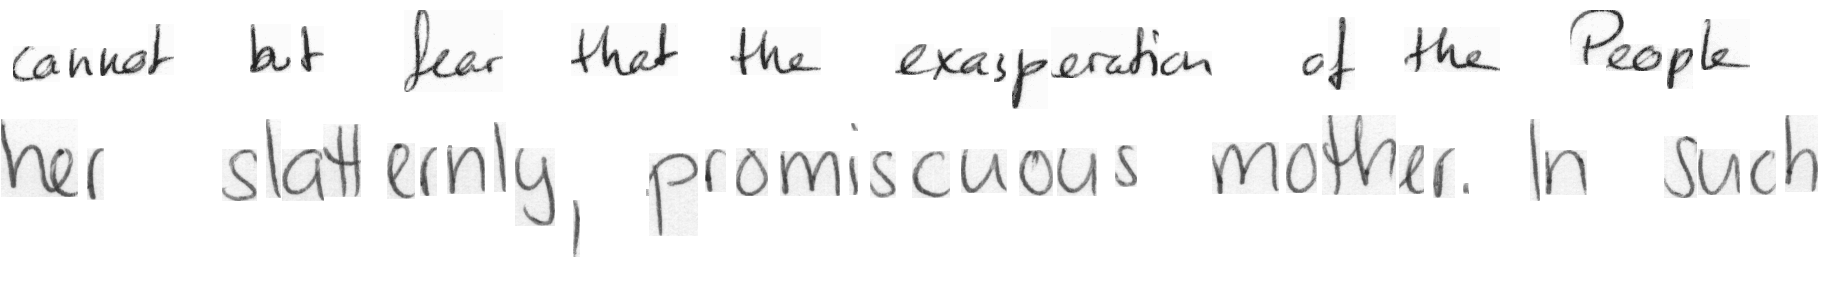 cannot but fear that the exasperation of the People
her slatternly, promiscuous mother. In such